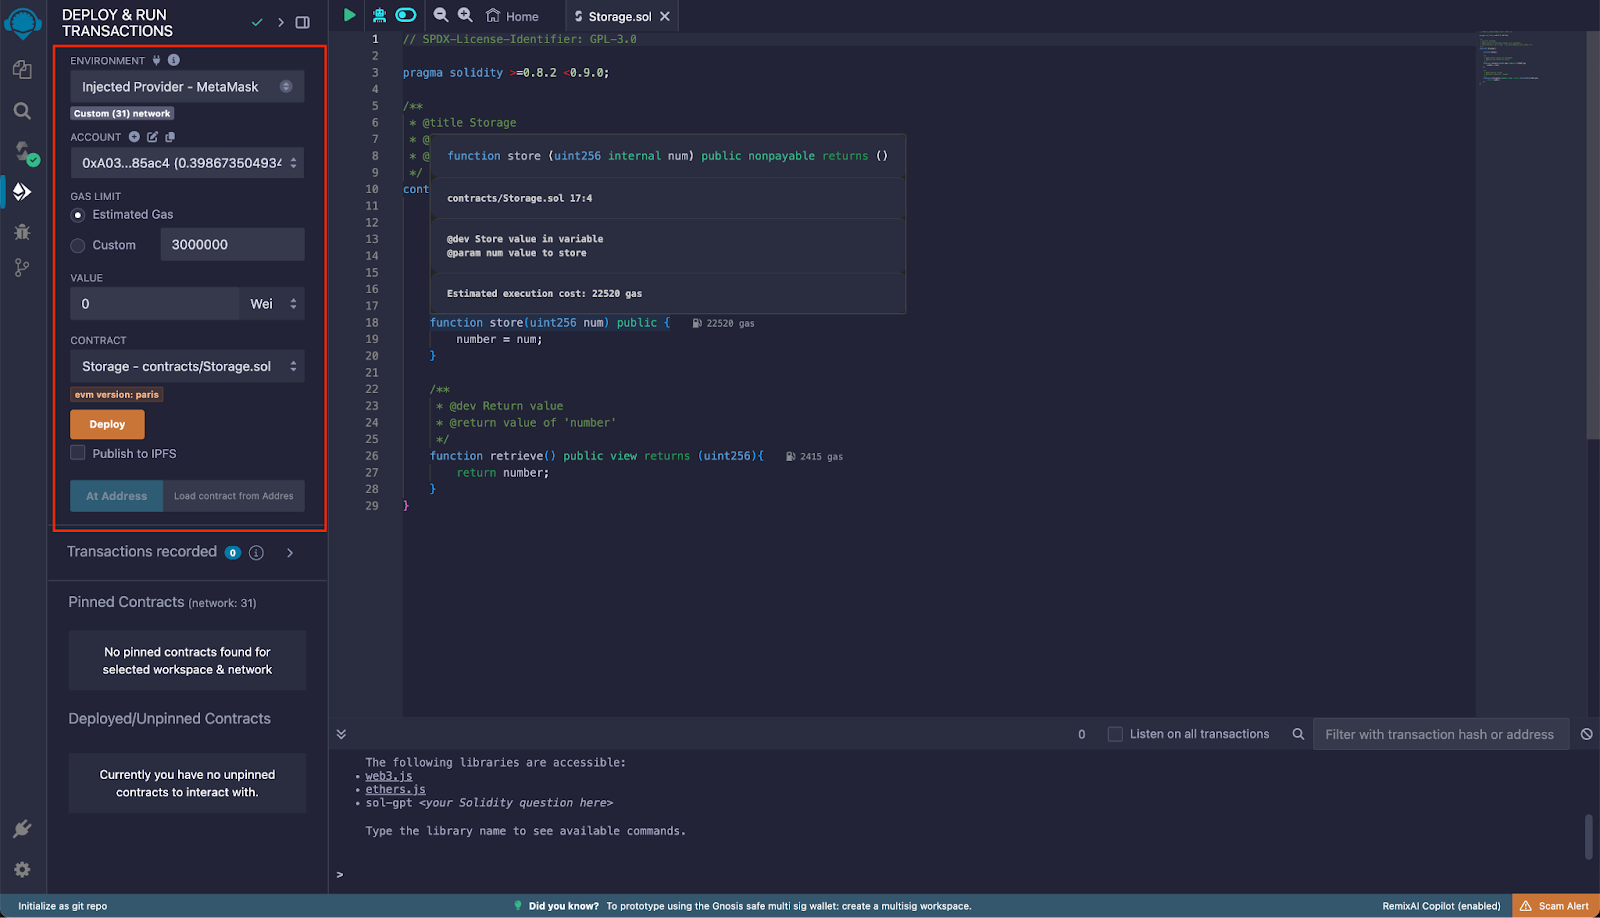 DEPLOY & RUN
TRANSACTIONS
ENVIRONMENT
Injected Provider - MetaMask
Custom (31) network
ACCOUNT
0xA03...85ac4 (0.398673504934
GAS LIMIT
Estimated Gas
Custom
3000000
VALUE
0
Wei
CONTRACT
Storage - contracts/Storage.sol
evm version: paris
Deploy
Publish to IPFS
At Address
Load contract from Addres
Transactions recorded 0
Pinned Contracts (network: 31)
No pinned contracts found for
selected workspace & network
Deployed/Unpinned Contracts
Currently you have no unpinned
contracts to interact with.
Home
Storage.sol
1 // SPDX-License-Identifier: GPL-3.0
2
3 pragma solidity >=0.8.2 <0.9.0;
4
5 /**
6 * @title Storage
7 * @
8 * @
9 */
10 cont
11
12
13
14
15
16
17
function store (uint256 internal num) public nonpayable returns ()
contracts/Storage.sol 17:4
@dev Store value in variable
@param num value to store
Estimated execution cost: 22520 gas
18 function store(uint256 num) public { 22520 gas
19 number = num;
20 }
21
22 /**
23 * @dev Return value
24 * @return value of 'number'
25 */
26 function retrieve() public view returns (uint256){ 2415 gas
27 return number;
28 }
29 }
0
Listen on all transactions
Filter with transaction hash or address
The following libraries are accessible:
• web3.js
• ethers.js
• sol-gpt <your Solidity question here>
Type the library name to see available commands.
>
Initialize as git repo
Did you know? To prototype using the Gnosis safe multi sig wallet: create a multisig workspace.
RemixAI Copilot (enabled)
Scam Alert